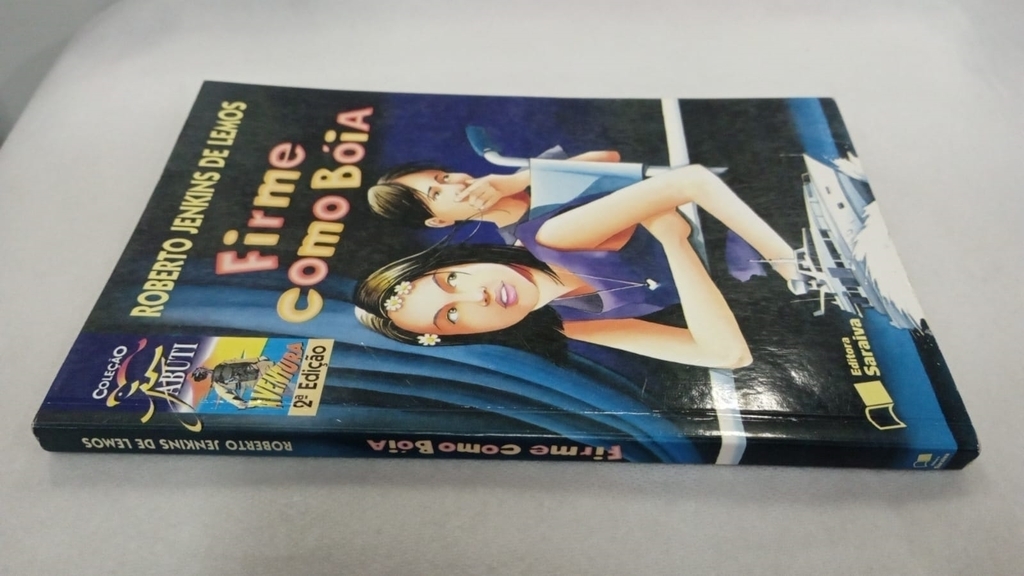 ROBERTO JENKINS DE LEMOS
Firme
como Bóia
COLEÇÃO
JABUTI
AVENTURA
2ª Edição
Editora
Saraiva
ROBERTO JENKINS DE LEMOS
Firme como Bóia